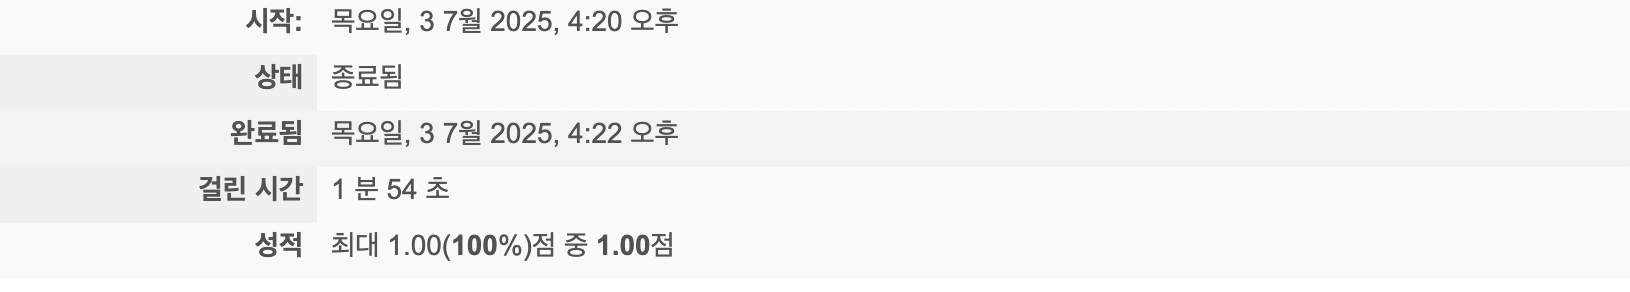 시작: 목요일, 3 7월 2025, 4:20 오후
상태 종료됨
완료됨 목요일, 3 7월 2025, 4:22 오후
걸린 시간 1 분 54 초
성적 최대 1.00(100%)점 중 1.00점